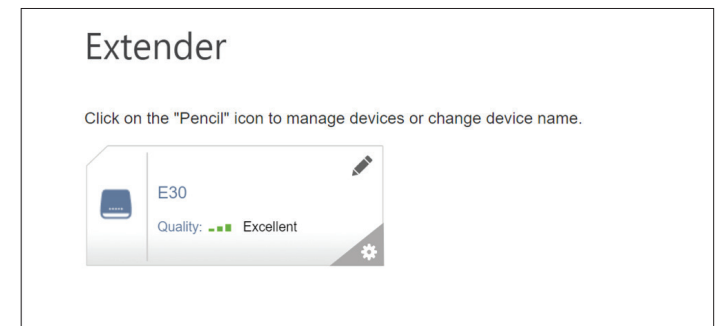 Extender
Click on the "Pencil" icon to manage devices or change device name.
E30
Quality: Excellent